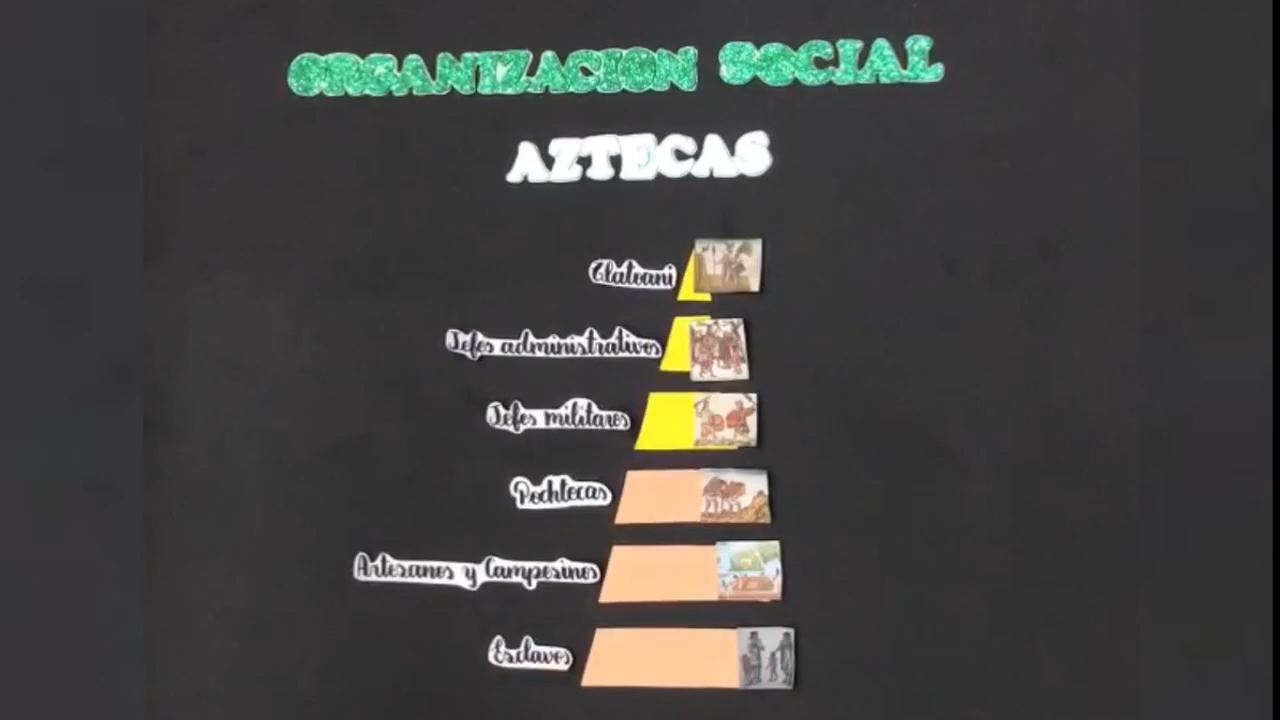 ORGANIZACION SOCIAL
AZTECAS
Tlatoani
Jefes administrativos
Jefes militares
Pochtecas
Artesanos y Campesinos
Esclavos